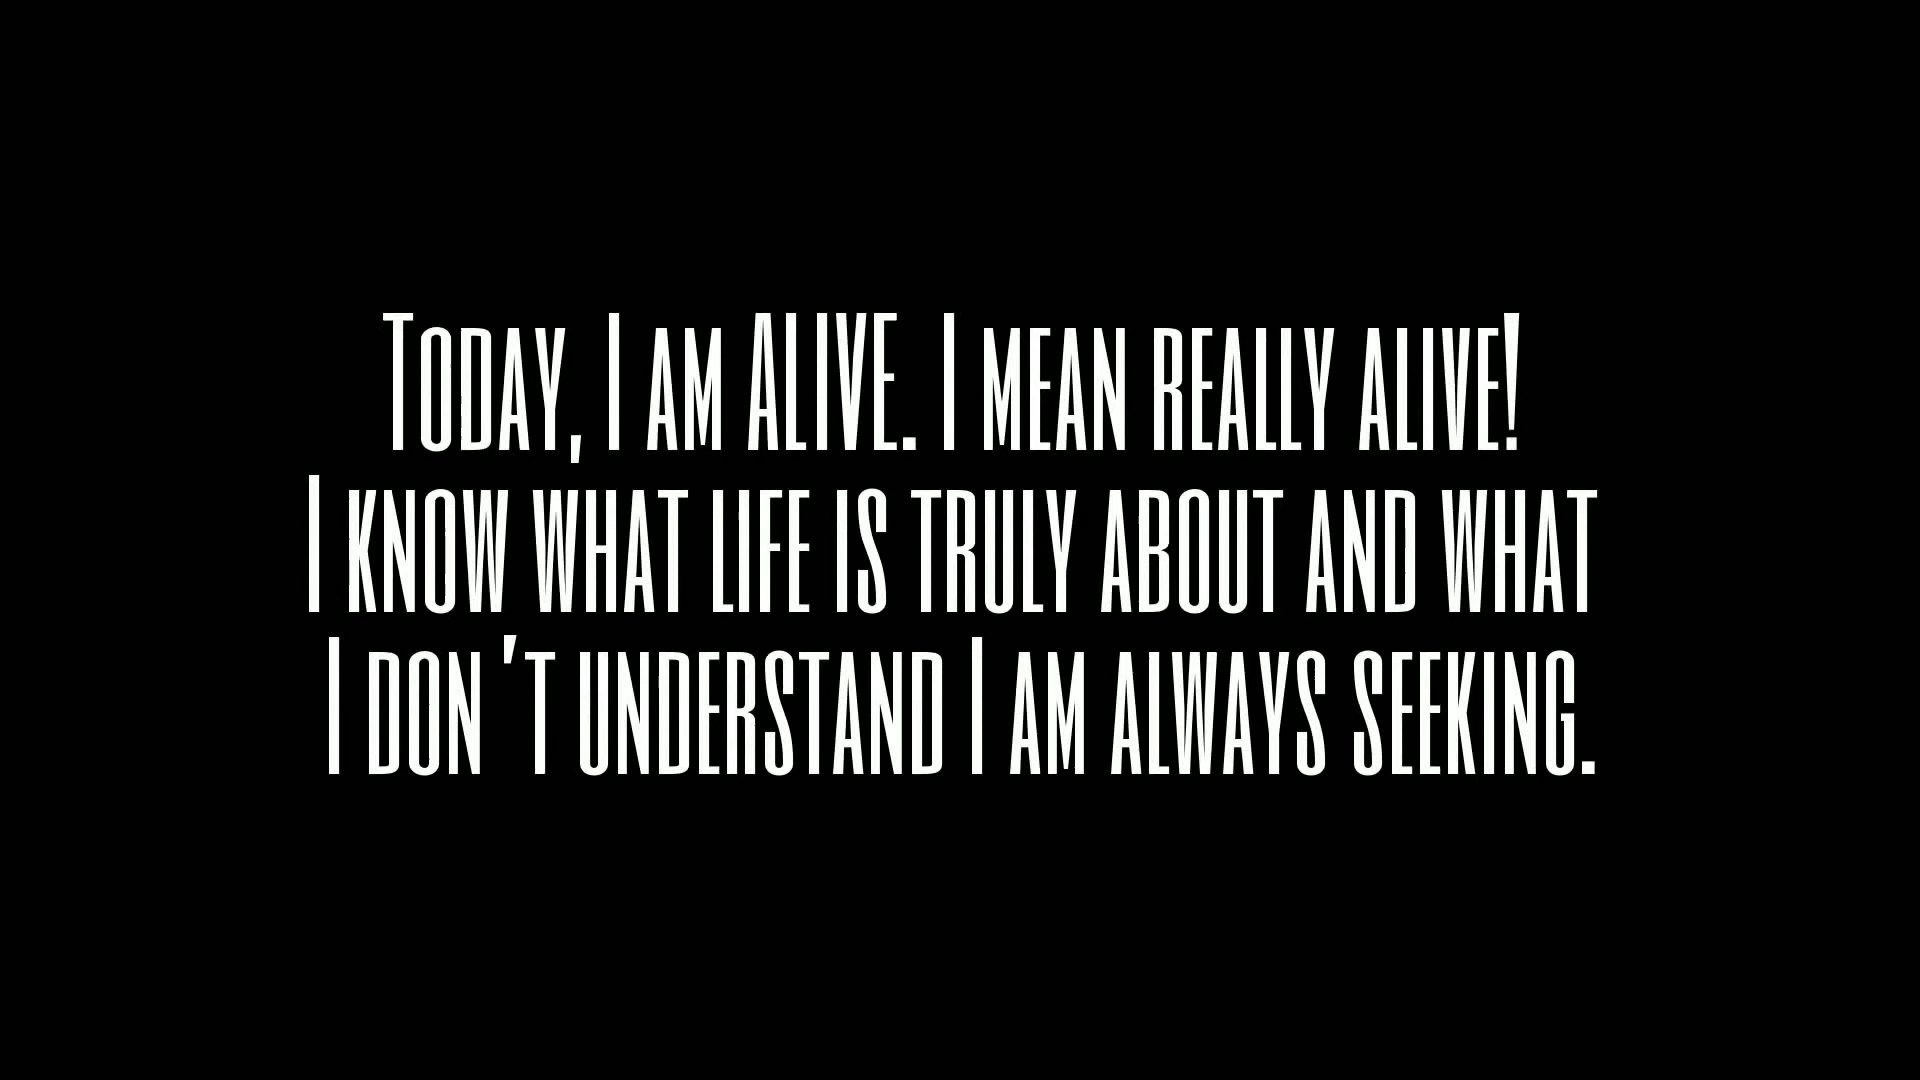 Today, I am ALIVE. I mean really alive!
I know what life is truly about and what
I don't understand I am always seeking.